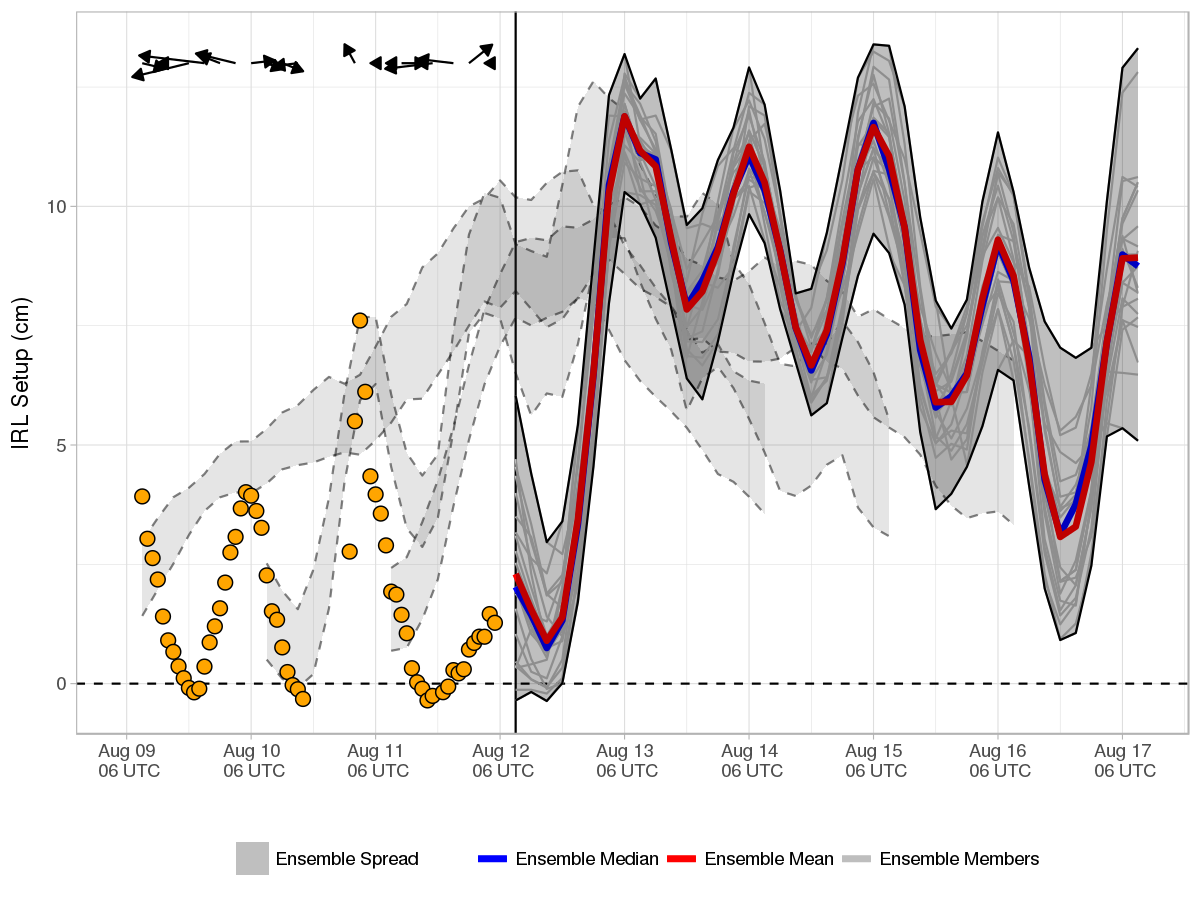 IRL Setup (cm)
10
5
0
Aug 09 Aug 10 Aug 11 Aug 12 Aug 13 Aug 14 Aug 15 Aug 16 Aug 17
06 UTC 06 UTC 06 UTC 06 UTC 06 UTC 06 UTC 06 UTC 06 UTC 06 UTC
Ensemble Spread Ensemble Median Ensemble Mean Ensemble Members